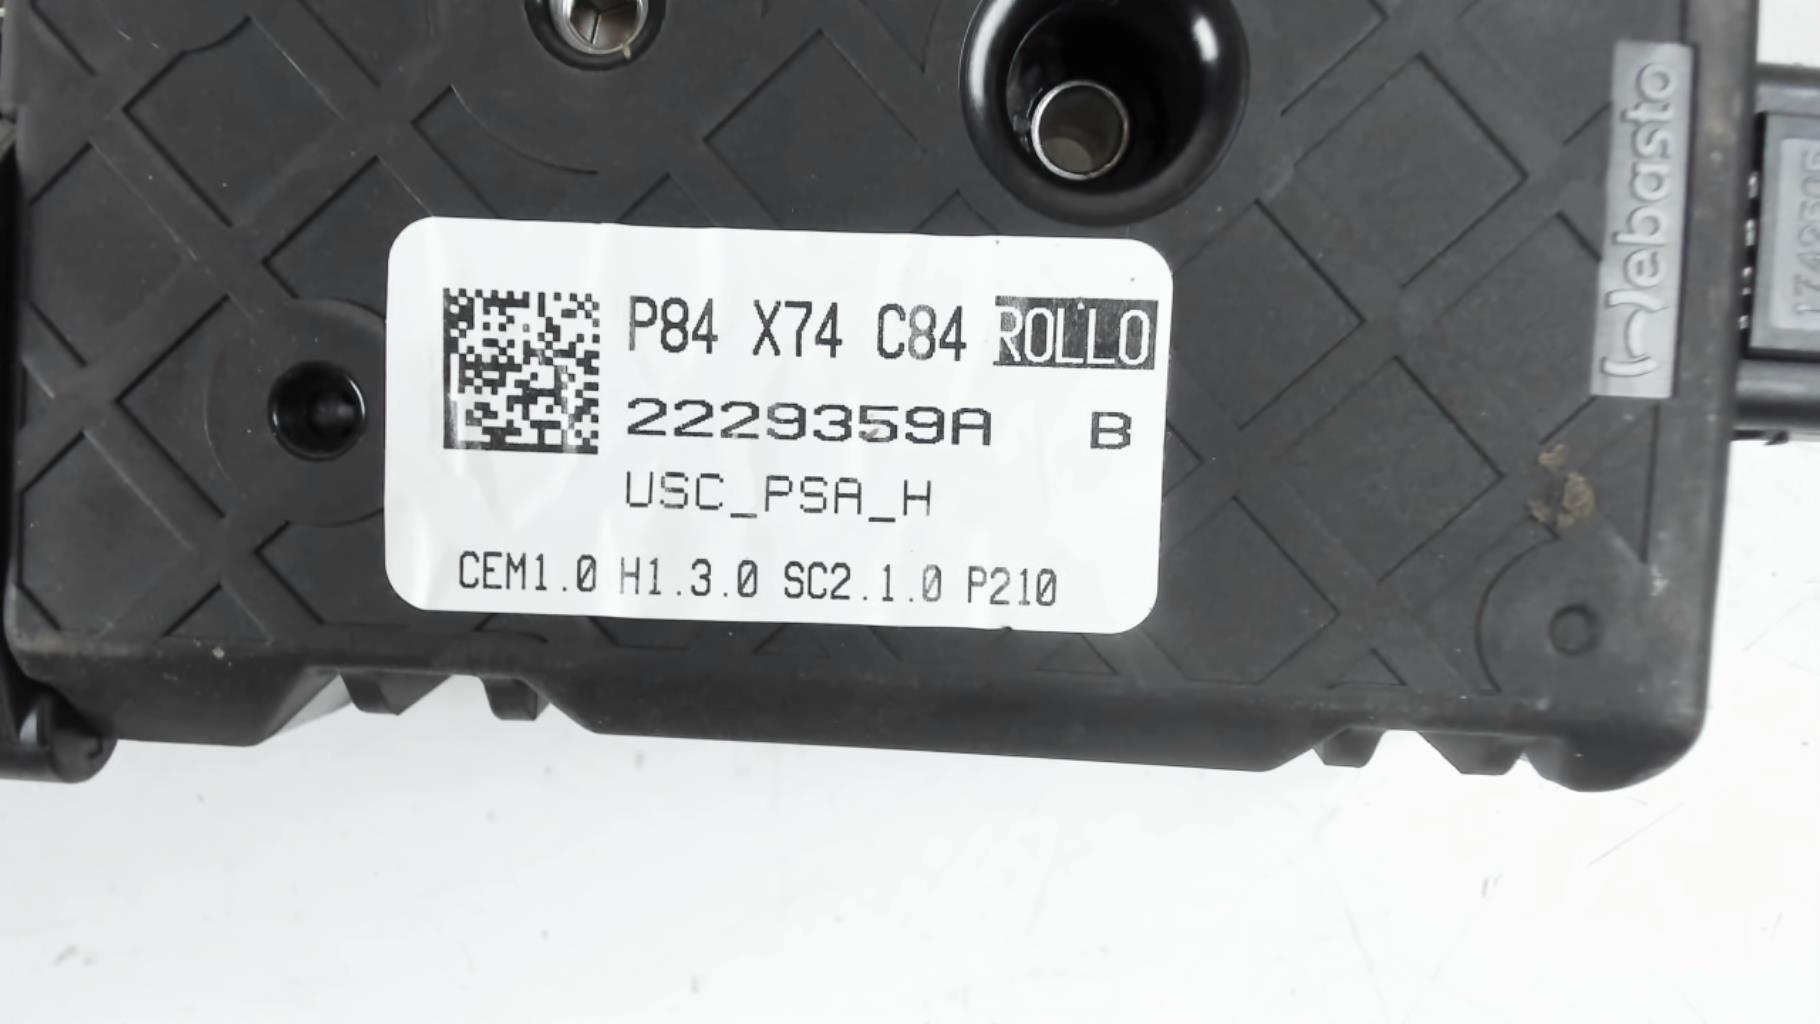 P84 X74 C84 ROLLO
2229359A B
USC_PSA_H
CEM1.0 H1.3.0 SC2.1.0 P210
Webasto